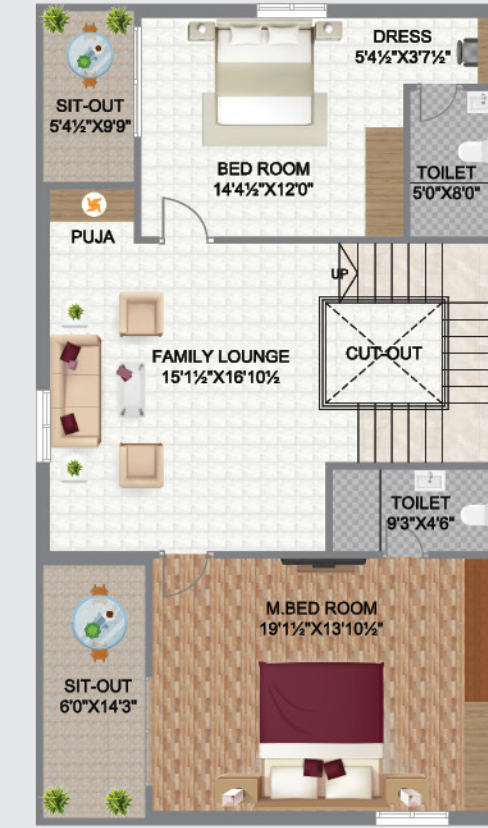 DRESS
5'4½"X3'7½"
SIT-OUT
5'4½"X9'9"
BED ROOM
14'4½"X12'0"
TOILET
5'0"X8'0"
PUJA
UP
FAMILY LOUNGE
15'1½"X16'10½
CUT-OUT
TOILET
9'3"X4'6"
M.BED ROOM
19'1½"X13'10½"
SIT-OUT
6'0"X14'3"